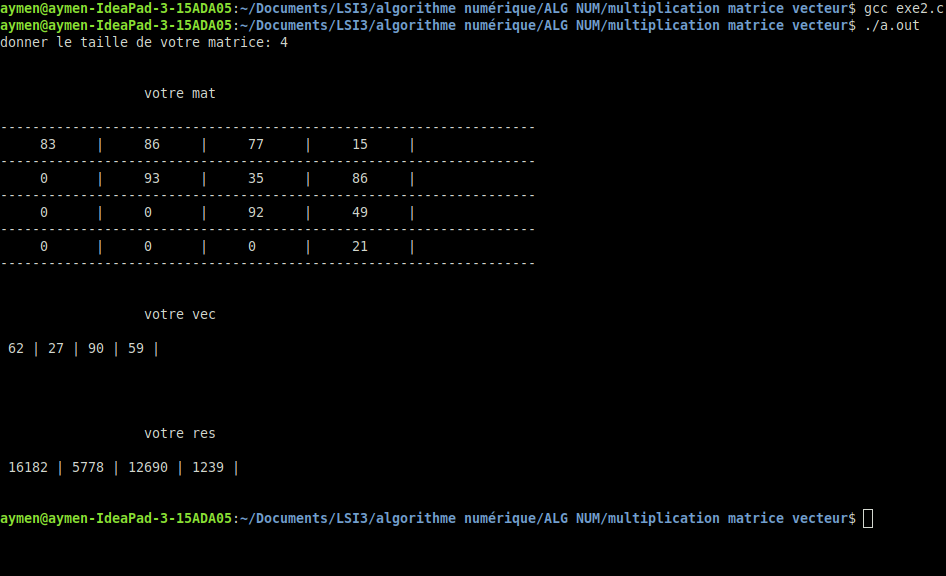 aymen@aymen-IdeaPad-3-15ADA05:~/Documents/LSI3/algorithme numérique/ALG NUM/multiplication matrice vecteur$ gcc exe2.c
aymen@aymen-IdeaPad-3-15ADA05:~/Documents/LSI3/algorithme numérique/ALG NUM/multiplication matrice vecteur$ ./a.out
donner le taille de votre matrice: 4
votre mat
-------------------------------------------------------------------
83 | 86 | 77 | 15 |
-------------------------------------------------------------------
0 | 93 | 35 | 86 |
-------------------------------------------------------------------
0 | 0 | 92 | 49 |
-------------------------------------------------------------------
0 | 0 | 0 | 21 |
-------------------------------------------------------------------
votre vec
62 | 27 | 90 | 59 |
votre res
16182 | 5778 | 12690 | 1239 |
aymen@aymen-IdeaPad-3-15ADA05:~/Documents/LSI3/algorithme numérique/ALG NUM/multiplication matrice vecteur$